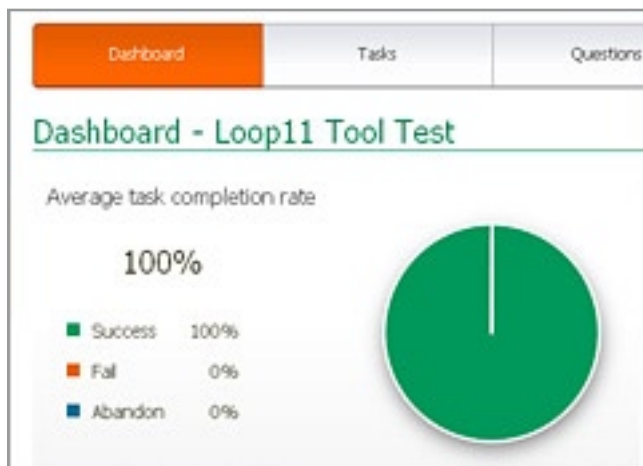 Dashboard Tasks Questions
Dashboard - Loop11 Tool Test
Average task completion rate
100%
Success 100%
Fail 0%
Abandon 0%